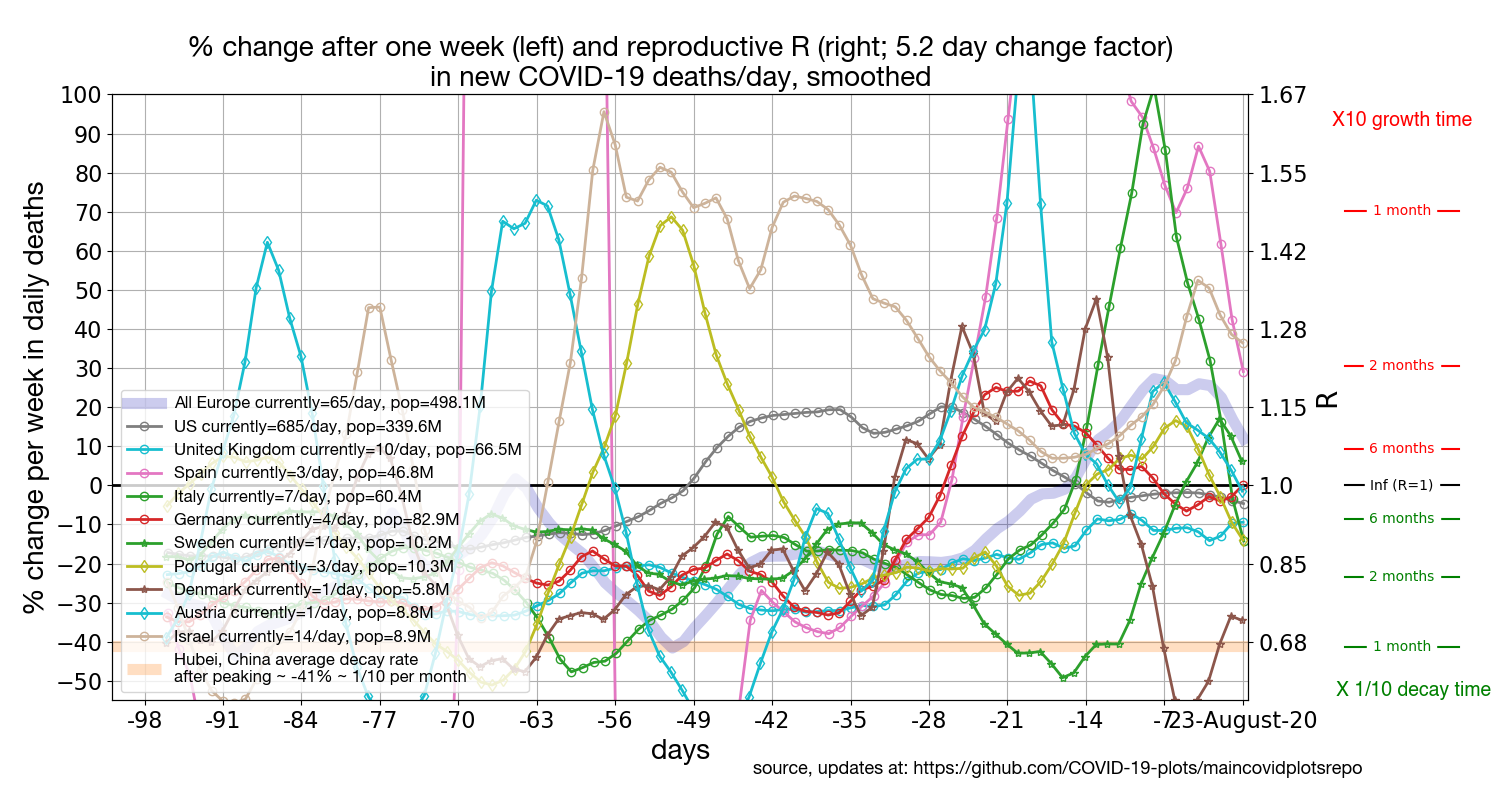 % change after one week (left) and reproductive R (right; 5.2 day change factor)
in new COVID-19 deaths/day, smoothed
% change per week in daily deaths
100
90
80
70
60
50
40
30
20
10
0
−10
−20
−30
−40
−50
All Europe currently=65/day, pop=498.1M
US currently=685/day, pop=339.6M
United Kingdom currently=10/day, pop=66.5M
Spain currently=3/day, pop=46.8M
Italy currently=7/day, pop=60.4M
Germany currently=4/day, pop=82.9M
Sweden currently=1/day, pop=10.2M
Portugal currently=3/day, pop=10.3M
Denmark currently=1/day, pop=5.8M
Austria currently=1/day, pop=8.8M
Israel currently=14/day, pop=8.9M
Hubei, China average decay rate
after peaking ~ -41% ~ 1/10 per month
1.67
1.55
1.42
1.28
1.15
1.0
0.85
0.68
R
X10 growth time
1 month
2 months
6 months
Inf (R=1)
6 months
2 months
1 month
X 1/10 decay time
-98 -91 -84 -77 -70 -63 -56 -49 -42 -35 -28 -21 -14 -7 23-August-20
days
source, updates at: https://github.com/COVID-19-plots/maincovidplotsrepo